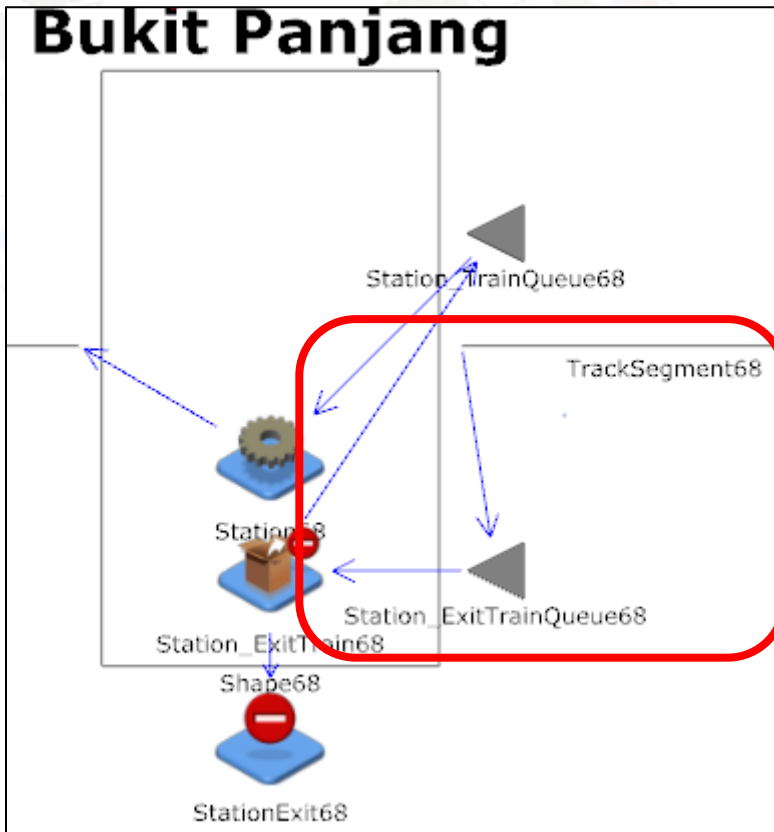 Bukit Panjang
Station_TrainQueue68
TrackSegment68
Station68
Station_ExitTrainQueue68
Station_ExitTrain68
Shape68
StationExit68